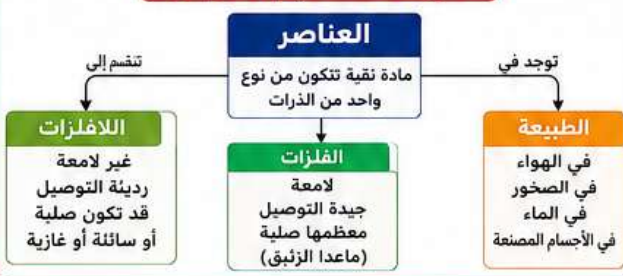 العناصر
مادة نقية تتكون من نوع
واحد من الذرات
توجد في
تنقسم إلى
الطبيعة
في الهواء
في الصخور
في الماء
في الأجسام المصنعة
الفلزات
لامعة
جيدة التوصيل
معظمها صلبة
(ماعدا الزئبق)
اللافلزات
غير لامعة
رديئة التوصيل
قد تكون صلبة
أو سائلة أو غازية